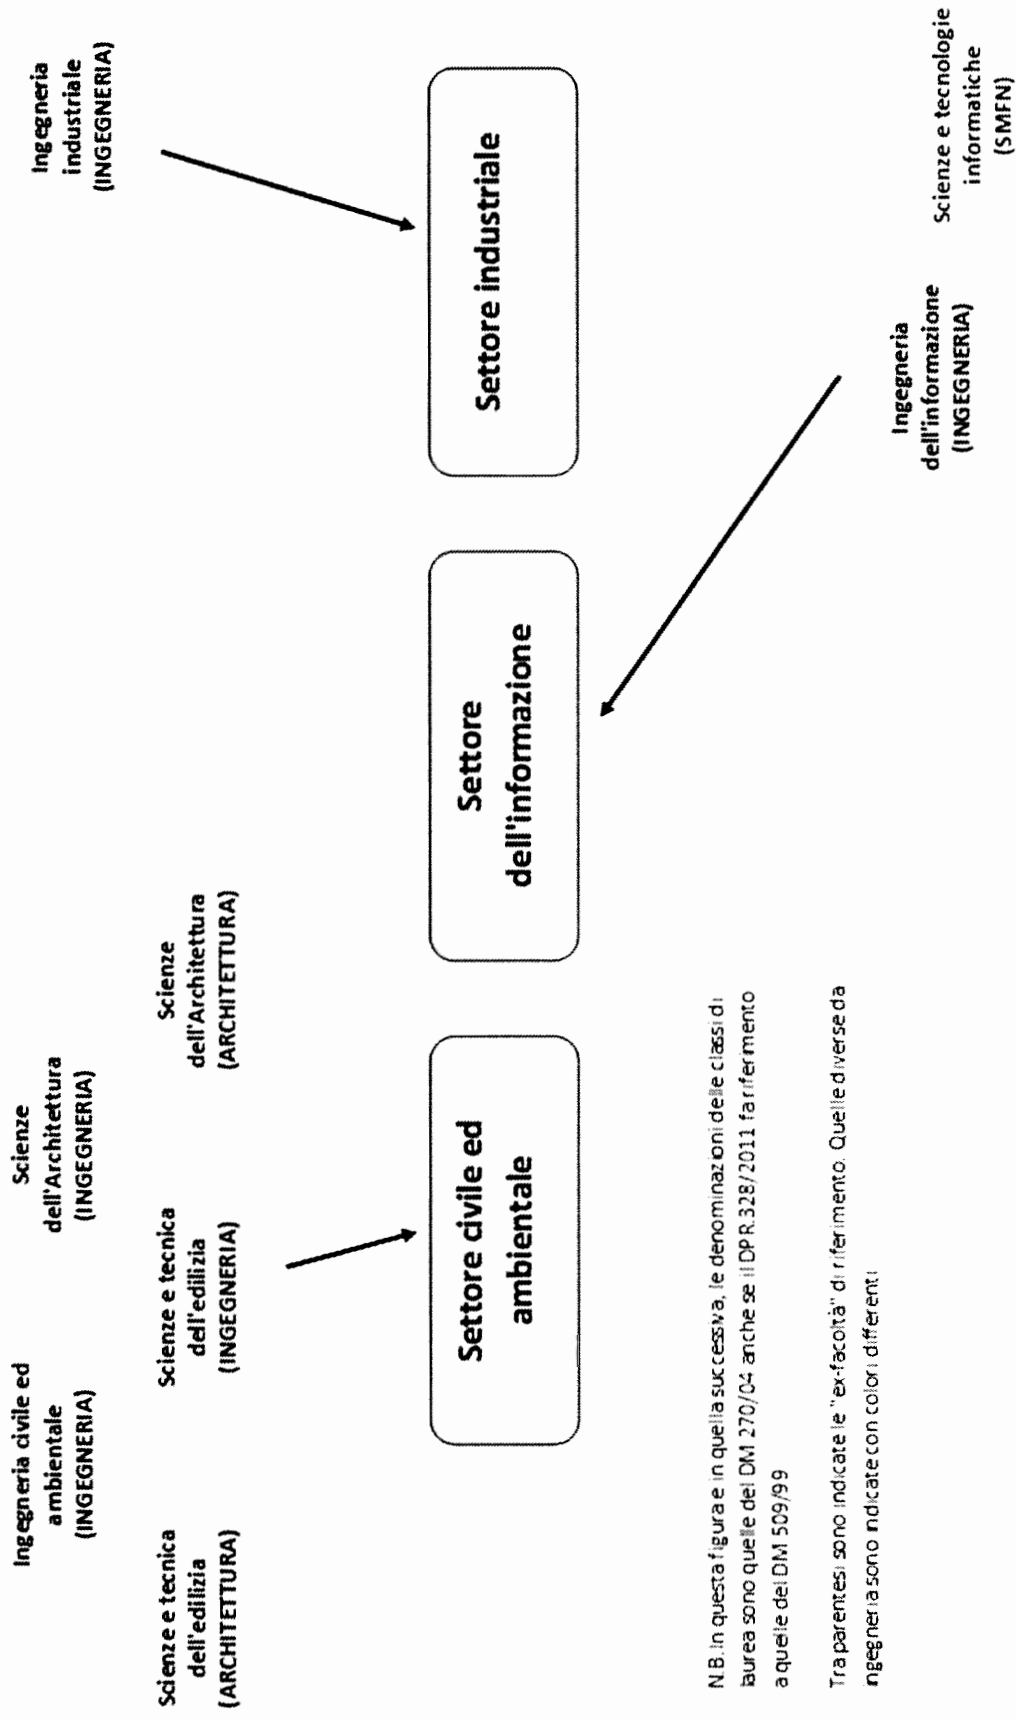 Ingegneria civile ed
ambientale
(INGEGNERIA)
Scienze
dell'Architettura
(INGEGNERIA)
Ingegneria
industriale
(INGEGNERIA)
Scienze e tecnica
dell'edilizia
(ARCHITETTURA)
Scienze e tecnica
dell'edilizia
(INGEGNERIA)
Scienze
dell'Architettura
(ARCHITETTURA)
Settore civile ed
ambientale
Settore
dell'informazione
Settore industriale
N.B. In questa figura e in quella successiva, le denominazioni delle classi di
laurea sono quelle del DM 270/04 anche se il DPR.328/2011 fa riferimento
a quelle del DM 509/99
Tra parentesi sono indicate le "ex-facoltà" di riferimento. Quelle diverse da
ingegneria sono indicate con colori differenti
Ingegneria
dell'informazione
(INGEGNERIA)
Scienze e tecnologie
informatiche
(SMFN)